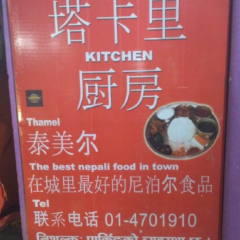 塔卡里
KITCHEN
厨房
Thamel
泰美尔
The best nepali food in town
在城里最好的尼泊尔食品
Tel
联系电话 01-4701910